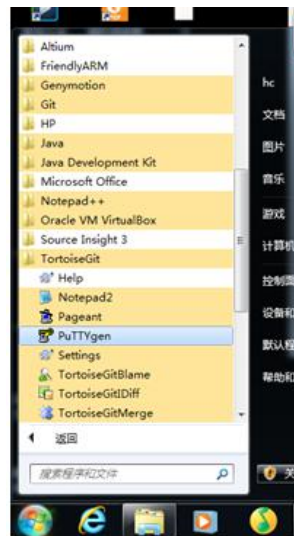 Altium
FriendlyARM
Genymotion
Git
HP
Java
Java Development Kit
Microsoft Office
Notepad++
Oracle VM VirtualBox
Source Insight 3
TortoiseGit
Help
Notepad2
Pageant
PuTTYgen
Settings
TortoiseGitBlame
TortoiseGitIDiff
TortoiseGitMerge
返回
搜索程序和文件
hc
文档
图片
音乐
游戏
计算机
控制面
设备和
默认程
帮助和
关